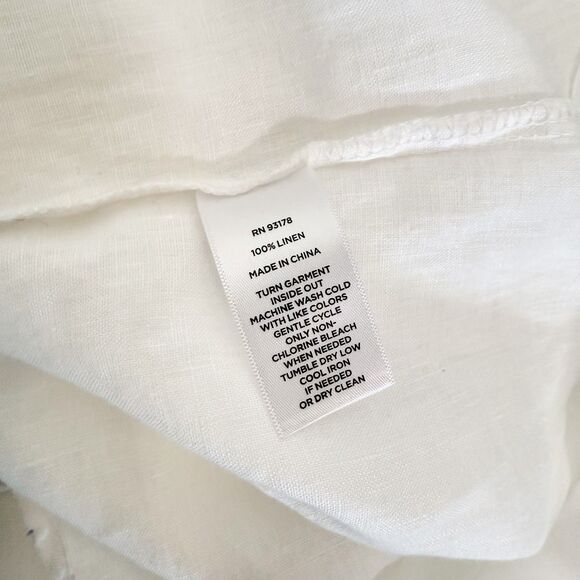 RN 93178
100% LINEN
MADE IN CHINA
TURN GARMENT
INSIDE OUT
MACHINE WASH COLD
WITH LIKE COLORS
GENTLE CYCLE
ONLY NON-
CHLORINE BLEACH
WHEN NEEDED
TUMBLE DRY LOW
COOL IRON
IF NEEDED
OR DRY CLEAN